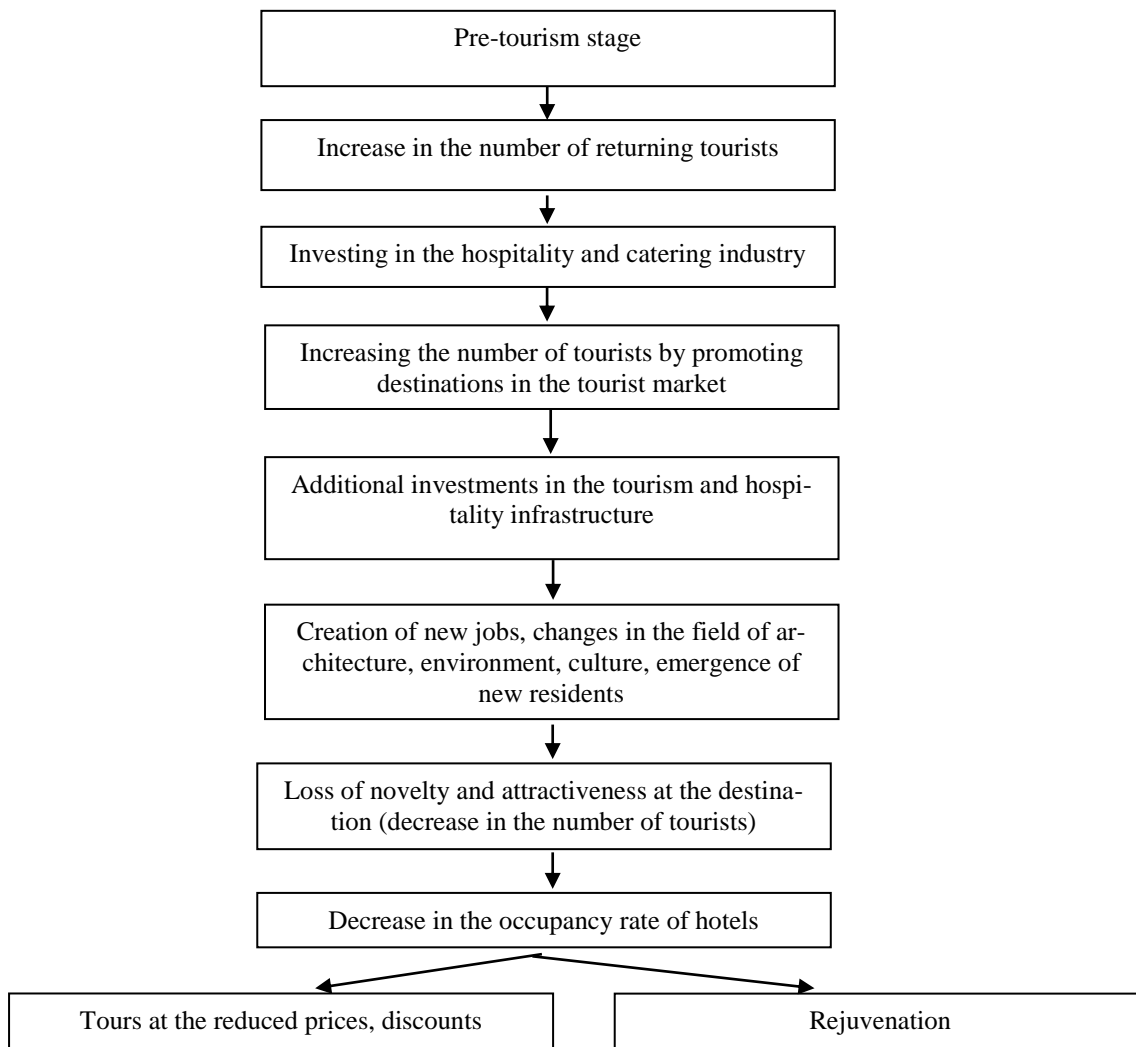 Pre-tourism stage
Increase in the number of returning tourists
Investing in the hospitality and catering industry
Increasing the number of tourists by promoting
destinations in the tourist market
Additional investments in the tourism and hospi-
tality infrastructure
Creation of new jobs, changes in the field of ar-
chitecture, environment, culture, emergence of
new residents
Loss of novelty and attractiveness at the destina-
tion (decrease in the number of tourists)
Decrease in the occupancy rate of hotels
Tours at the reduced prices, discounts
Rejuvenation